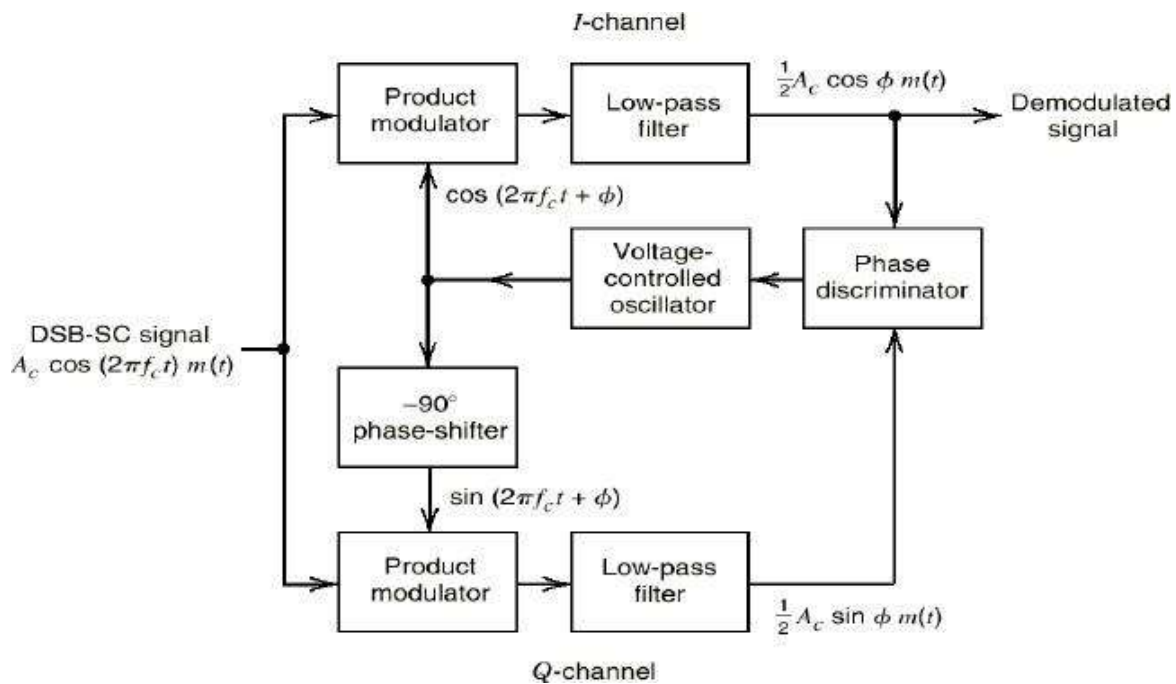 I-channel
Product
modulator
Low-pass
filter
½A_c cos ϕ m(t)
Demodulated
signal
cos (2πf_c t + ϕ)
Voltage-
controlled
oscillator
Phase
discriminator
DSB-SC signal
A_c cos (2πf_c t) m(t)
−90°
phase-shifter
sin (2πf_c t + ϕ)
Product
modulator
Low-pass
filter
½A_c sin ϕ m(t)
Q-channel